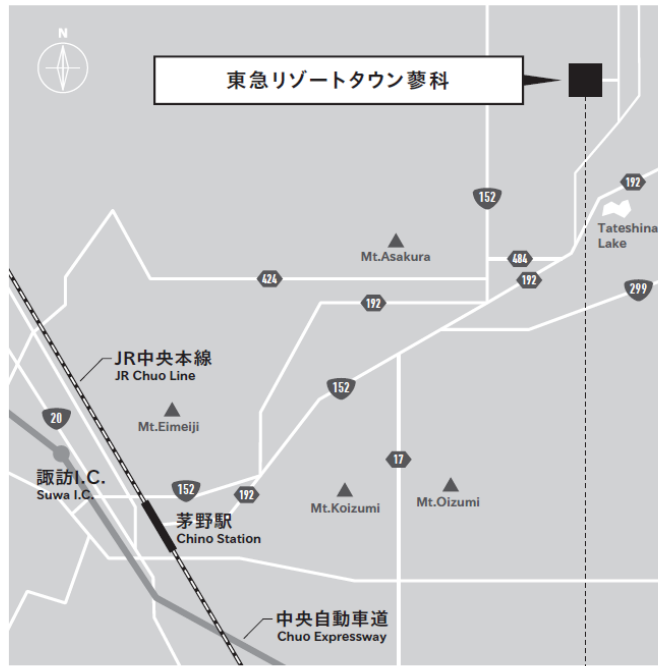 N
東急リゾートタウン蓼科
152
192
Tateshina
Lake
Mt.Asakura
484
424
192
192
299
JR中央本線
JR Chuo Line
152
20
Mt.Eimeiji
17
諏訪I.C.
Suwa I.C.
152
192
Mt.Koizumi
Mt.Oizumi
茅野駅
Chino Station
中央自動車道
Chuo Expressway